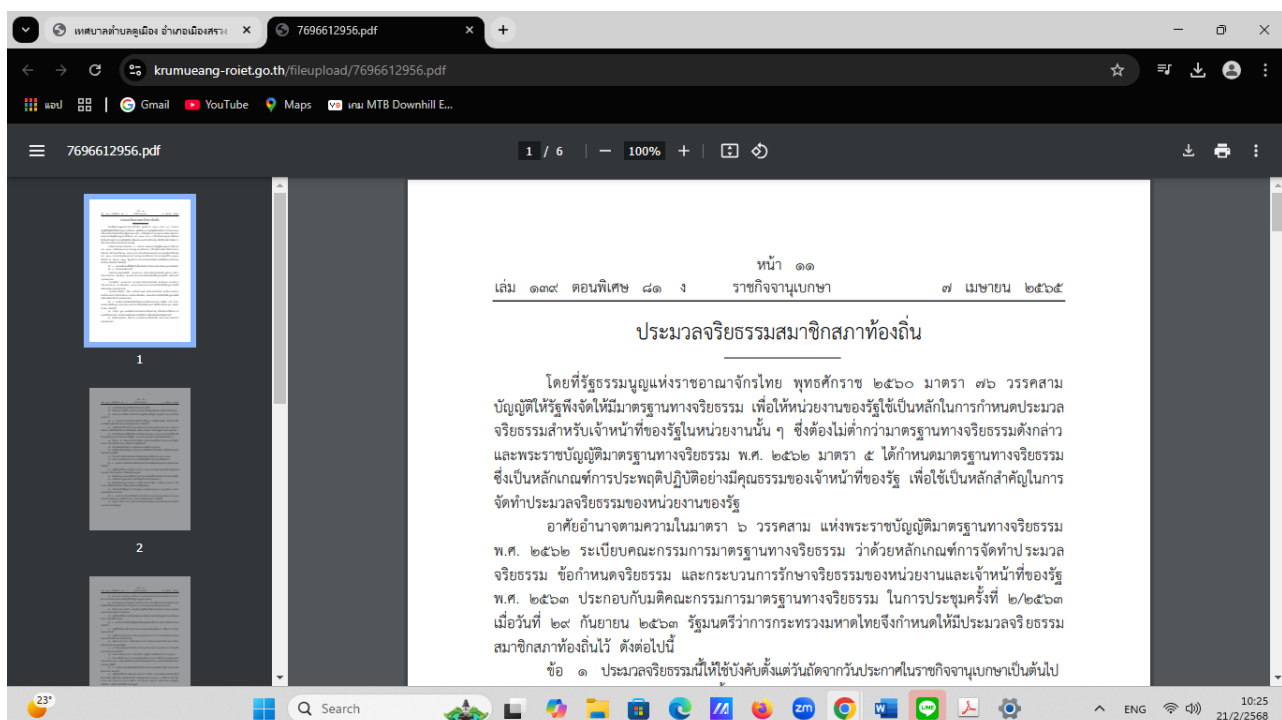 เทศบาลตำบลคูเมือง อำเภอเมืองสรวง
7696612956.pdf
krumueang-roiet.go.th/fileupload/7696612956.pdf
แอป
Gmail
YouTube
Maps
เกม MTB Downhill E...
7696612956.pdf
1 / 6
100%
1
2
หน้า ๑๑
เล่ม ๑๓๙ ตอนพิเศษ ๘๑ ง ราชกิจจานุเบกษา ๗ เมษายน ๒๕๖๕
ประมวลจริยธรรมสมาชิกสภาท้องถิ่น
โดยที่รัฐธรรมนูญแห่งราชอาณาจักรไทย พุทธศักราช ๒๕๖๐ มาตรา ๗๖ วรรคสาม
บัญญัติให้รัฐพึงจัดให้มีมาตรฐานทางจริยธรรม เพื่อให้หน่วยงานของรัฐใช้เป็นหลักในการกำหนดประมวล
จริยธรรมสำหรับเจ้าหน้าที่ของรัฐในหน่วยงานนั้น ๆ ซึ่งต้องไม่ต่ำกว่ามาตรฐานทางจริยธรรมดังกล่าว
และพระราชบัญญัติมาตรฐานทางจริยธรรม พ.ศ. ๒๕๖๒ มาตรา ๕ ได้กำหนดมาตรฐานทางจริยธรรม
ซึ่งเป็นหลักเกณฑ์การประพฤติปฏิบัติอย่างมีคุณธรรมของเจ้าหน้าที่ของรัฐ เพื่อใช้เป็นหลักสำคัญในการ
จัดทำประมวลจริยธรรมของหน่วยงานของรัฐ
อาศัยอำนาจตามความในมาตรา ๖ วรรคสาม แห่งพระราชบัญญัติมาตรฐานทางจริยธรรม
พ.ศ. ๒๕๖๒ ระเบียบคณะกรรมการมาตรฐานทางจริยธรรม ว่าด้วยหลักเกณฑ์การจัดทำประมวล
จริยธรรม ข้อกำหนดจริยธรรม และกระบวนการรักษาจริยธรรมของหน่วยงานและเจ้าหน้าที่ของรัฐ
พ.ศ. ๒๕๖๓ ประกอบกับมติคณะกรรมการมาตรฐานทางจริยธรรม ในการประชุมครั้งที่ ๒/๒๕๖๓
เมื่อวันที่ ๒๙ กันยายน ๒๕๖๓ รัฐมนตรีว่าการกระทรวงมหาดไทยจึงกำหนดให้มีประมวลจริยธรรม
สมาชิกสภาท้องถิ่นไว้ ดังต่อไปนี้
ข้อ ๑ ประมวลจริยธรรมนี้ให้ใช้บังคับตั้งแต่วันถัดจากวันประกาศในราชกิจจานุเบกษาเป็นต้นไป
23°
Search
zm
LINE
ENG
10:25
21/2/2568